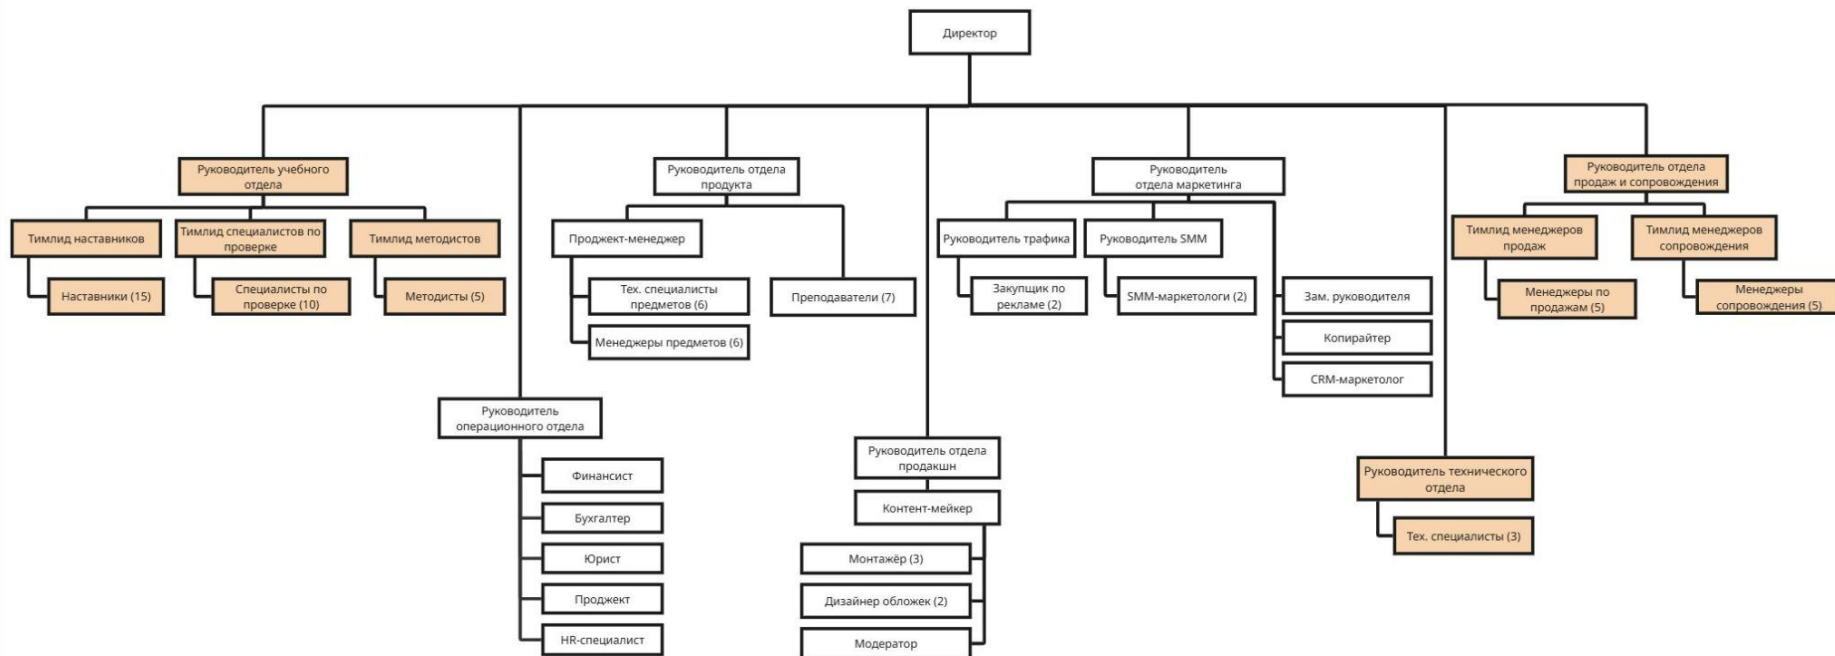 Директор
Руководитель учебного
отдела
Руководитель отдела
продукта
Руководитель
отдела маркетинга
Руководитель отдела
продаж и сопровождения
Тимлид наставников
Тимлид специалистов по
проверке
Тимлид методистов
Проджект-менеджер
Руководитель трафика
Руководитель SMM
Тимлид менеджеров
продаж
Тимлид менеджеров
сопровождения
Наставники (15)
Специалисты по
проверке (10)
Методисты (5)
Тех. специалисты
предметов (6)
Преподаватели (7)
Закупщик по
рекламе (2)
SMM-маркетологи (2)
Зам. руководителя
Менеджеры по
продажам (5)
Менеджеры
сопровождения (5)
Менеджеры предметов (6)
Копирайтер
CRM-маркетолог
Руководитель
операционного отдела
Руководитель отдела
продакшн
Руководитель технического
отдела
Финансист
Контент-мейкер
Бухгалтер
Тех. специалисты (3)
Юрист
Монтажёр (3)
Проджект
Дизайнер обложек (2)
HR-специалист
Модератор